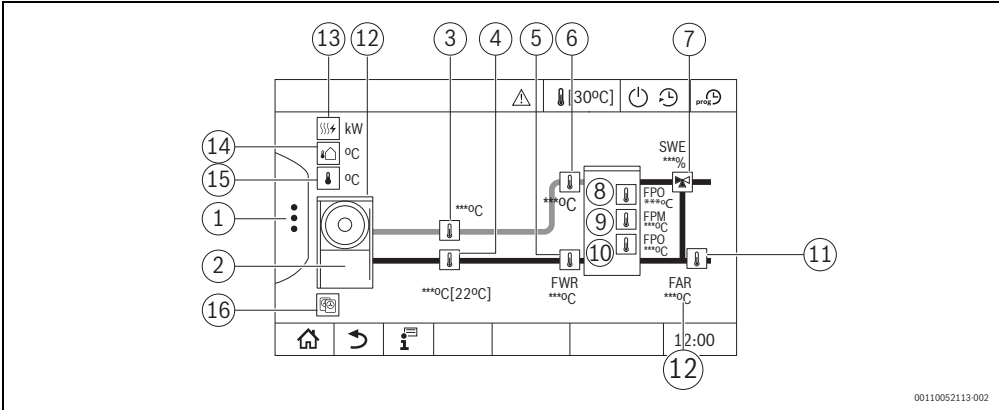 13 12 3 4 5 6 7
[30ºC] prog
kW
SWE
***%
14 ºC
15 ºC
8 FPO
***ºC
***ºC
***ºC
1
9 FPM
***ºC
10 FPO
***ºC
11
2
***ºC[22ºC]
FWR
***ºC
FAR
***ºC
16
i 12:00
12
00110052113-002